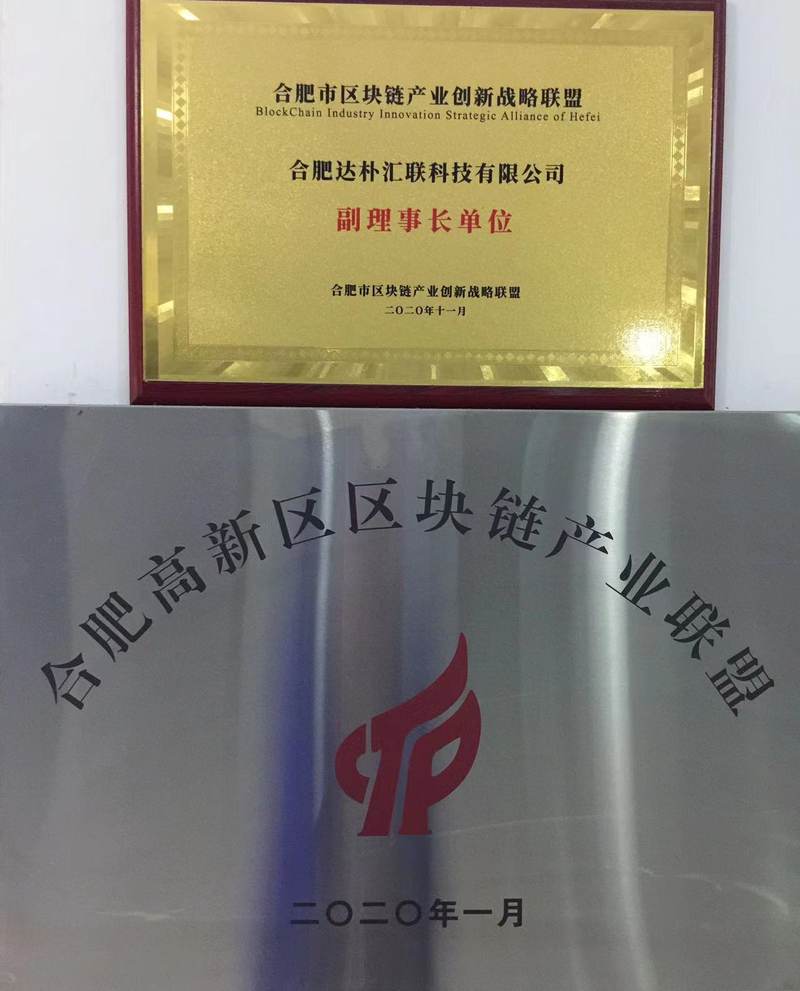 合肥市区块链产业创新战略联盟
BlockChain Industry Innovation Strategic Alliance of Hefei
合肥达朴汇联科技有限公司
副理事长单位
合肥市区块链产业创新战略联盟
二〇二〇年十一月
合肥高新区区块链产业联盟
二〇二〇年一月